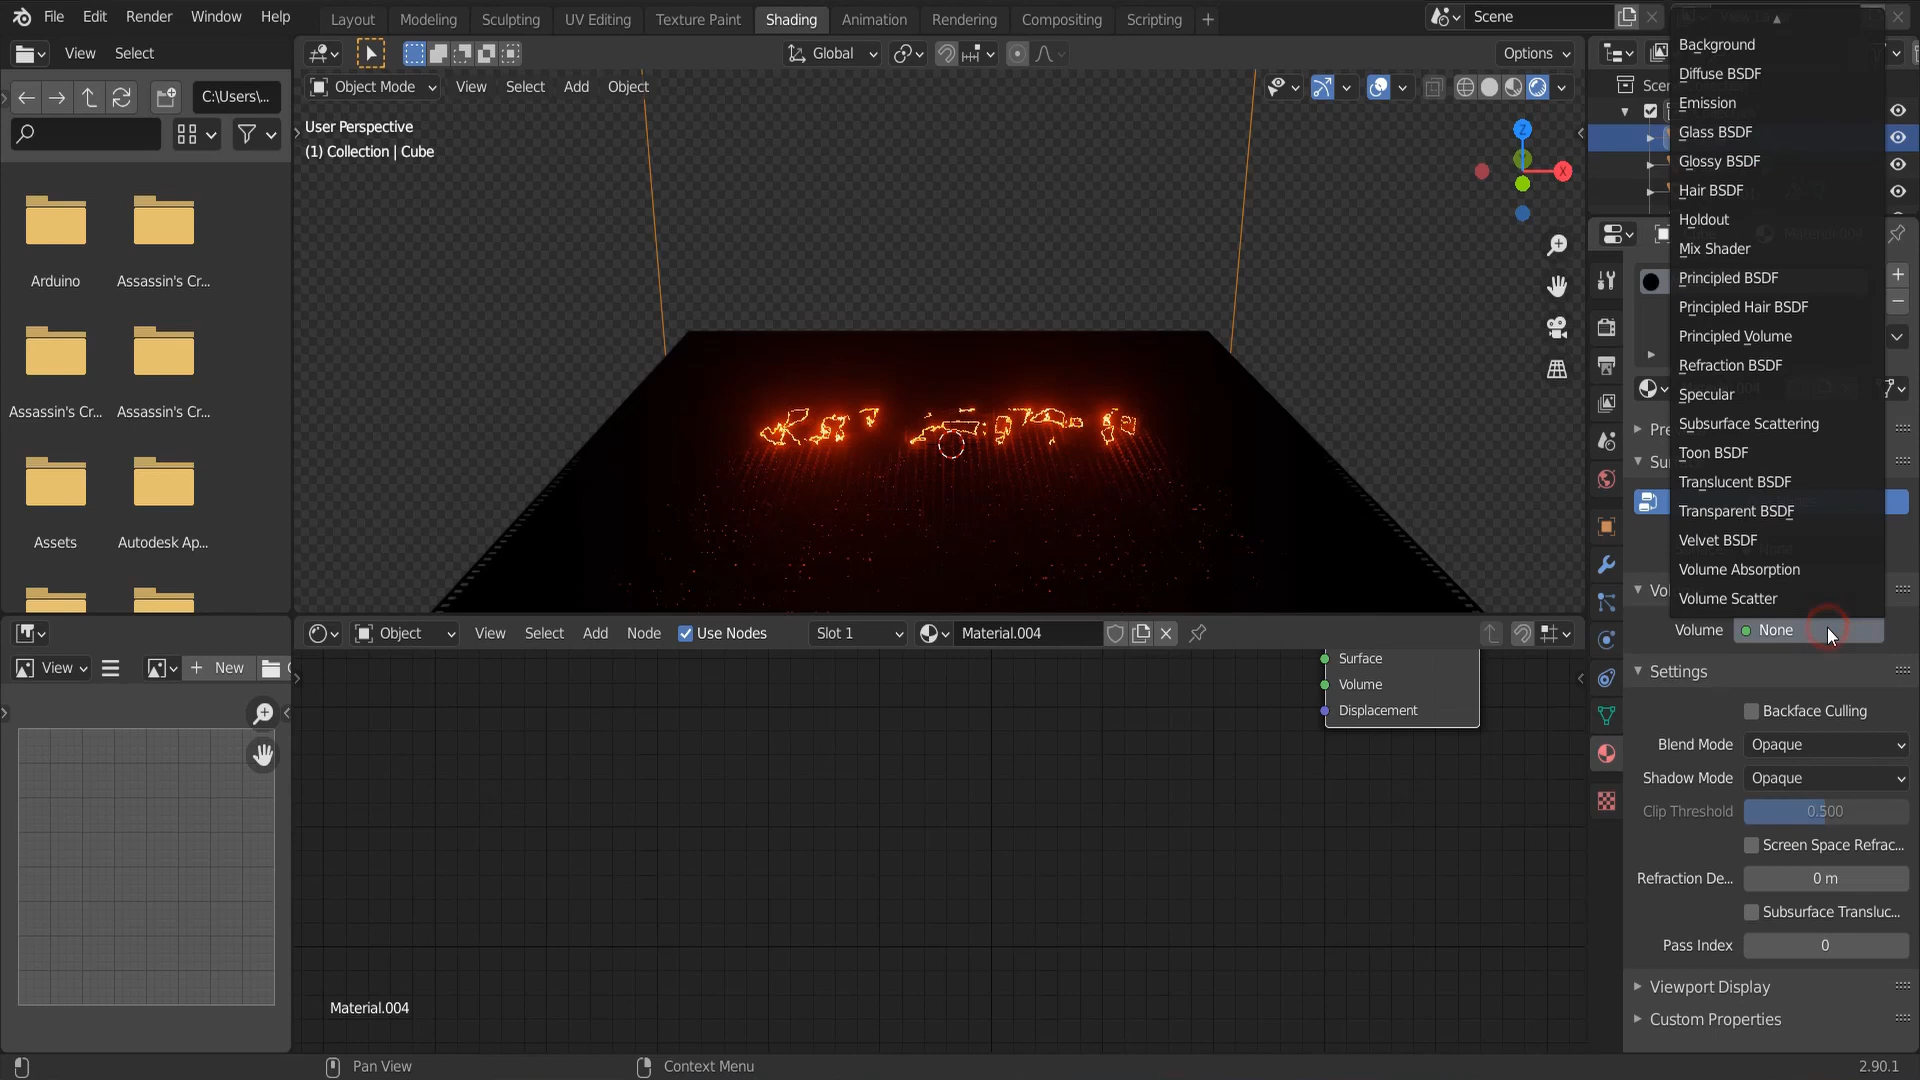 File Edit Render Window Help Layout Modeling Sculpting UV Editing Texture Paint Shading Animation Rendering Compositing Scripting + Scene
View Select Global Options
Object Mode View Select Add Object
C:\Users\...
User Perspective
(1) Collection | Cube
Z
X
Arduino Assassin's Cr...
Assassin's Cr... Assassin's Cr...
Assets Autodesk Ap...
Background
Diffuse BSDF
Emission
Glass BSDF
Glossy BSDF
Hair BSDF
Holdout
Mix Shader
Principled BSDF
Principled Hair BSDF
Principled Volume
Refraction BSDF
Specular
Subsurface Scattering
Toon BSDF
Translucent BSDF
Transparent BSDF
Velvet BSDF
Volume Absorption
Volume Scatter
Volume None
Object View Select Add Node Use Nodes Slot 1 Material.004
View New
Surface
Volume
Displacement
Material.004
Settings
Backface Culling
Blend Mode Opaque
Shadow Mode Opaque
Clip Threshold 0.500
Screen Space Refrac...
Refraction De... 0 m
Subsurface Transluc...
Pass Index 0
Viewport Display
Custom Properties
Pan View Context Menu 2.90.1